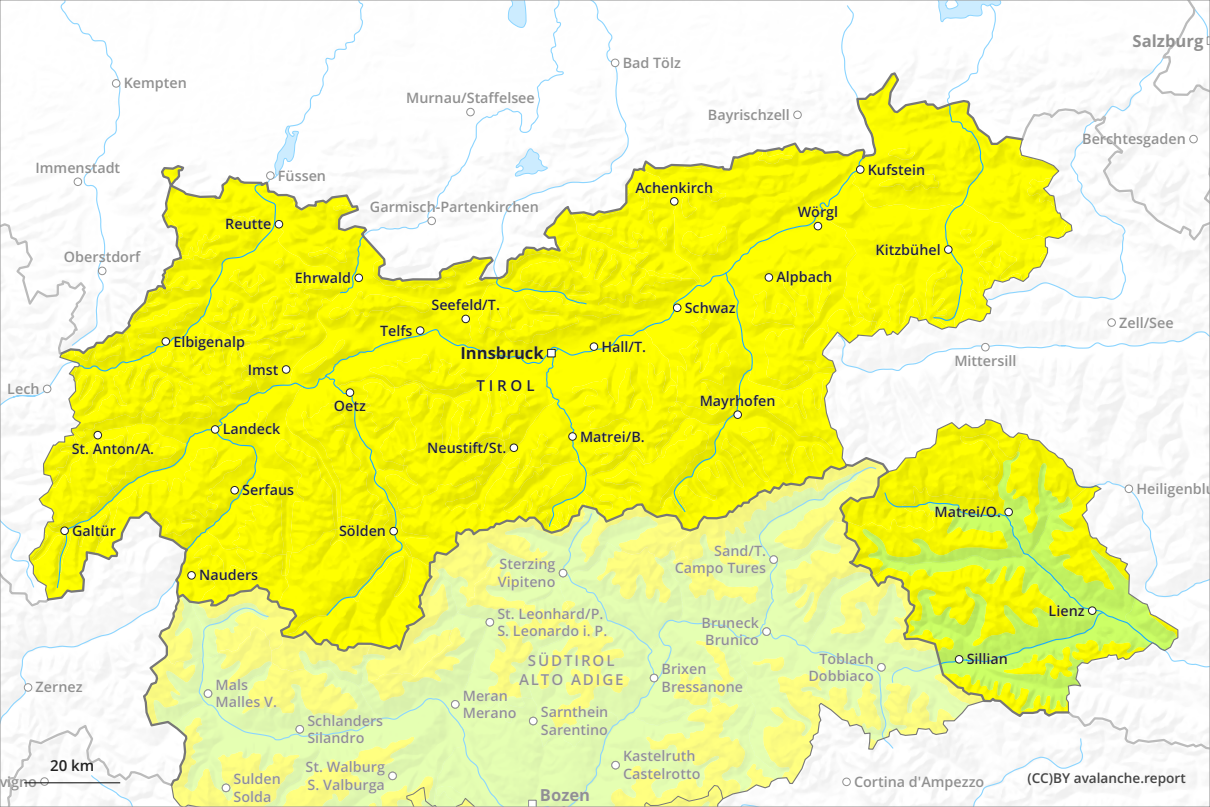 Salzburg
Bad Tölz
Kempten
Murnau/Staffelsee
Bayrischzell
Berchtesgaden
Immenstadt
Füssen
Kufstein
Achenkirch
Garmisch-Partenkirchen
Wörgl
Reutte
Kitzbühel
Oberstdorf
Ehrwald
Alpbach
Seefeld/T.
Schwaz
Zell/See
Telfs
Elbigenalp
Innsbruck
Hall/T.
Mittersill
Imst
TIROL
Lech
Oetz
Mayrhofen
Landeck
St. Anton/A.
Neustift/St.
Matrei/B.
Serfaus
Heiligenblu
Matrei/O.
Galtür
Sölden
Sterzing
Vipiteno
Sand/T.
Campo Tures
Nauders
St. Leonhard/P.
S. Leonardo i. P.
Bruneck
Brunico
Lienz
SÜDTIROL
ALTO ADIGE
Toblach
Dobbiaco
Sillian
Zernez
Mals
Malles V.
Brixen
Bressanone
Meran
Merano
Sarnthein
Sarentino
Schlanders
Silandro
Kastelruth
Castelrotto
20 km
St. Walburg
S. Valburga
vigno
Sulden
Solda
Cortina d'Ampezzo
(CC)BY avalanche.report
Bozen